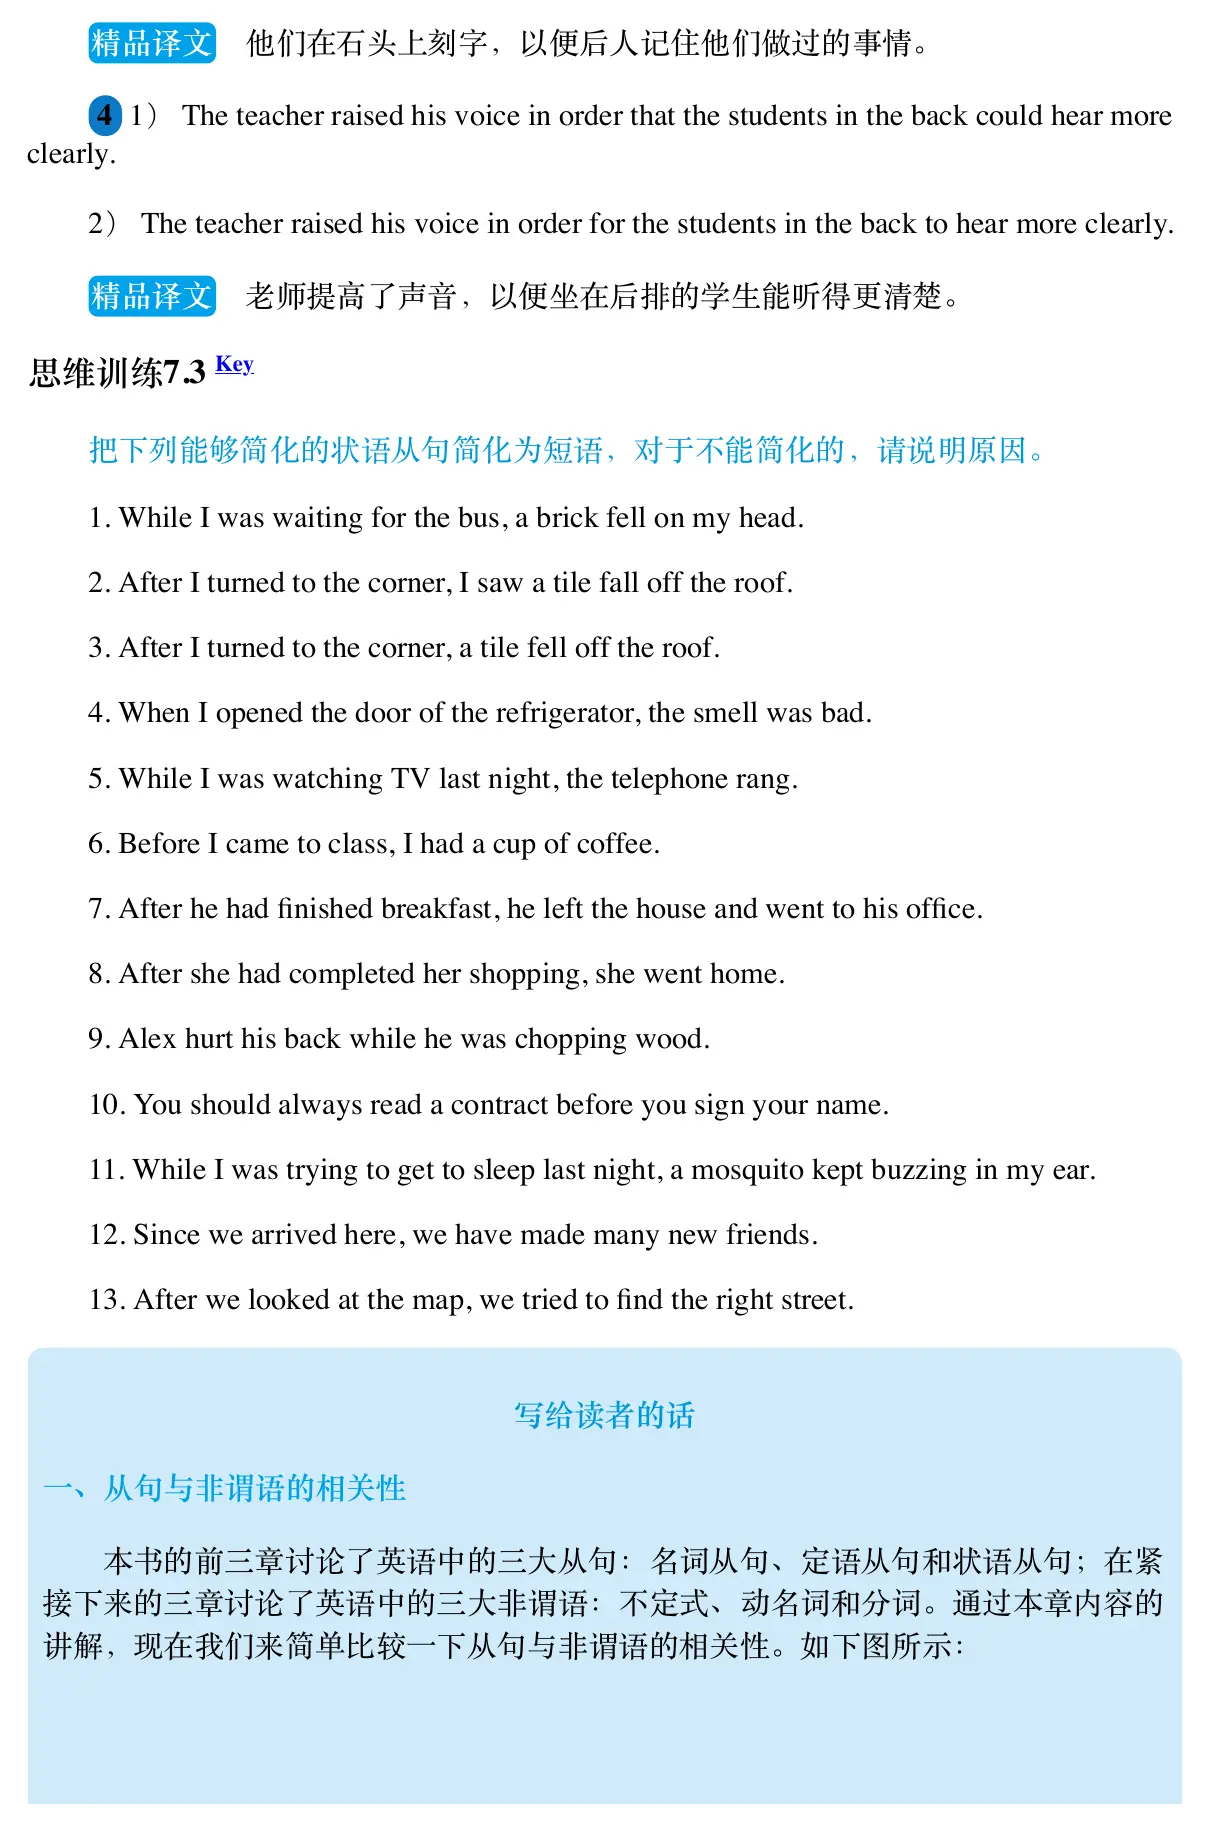 精品译文 他们在石头上刻字，以便后人记住他们做过的事情。
4 1） The teacher raised his voice in order that the students in the back could hear more
clearly.
2） The teacher raised his voice in order for the students in the back to hear more clearly.
精品译文 老师提高了声音，以便坐在后排的学生能听得更清楚。
思维训练7.3 Key
把下列能够简化的状语从句简化为短语，对于不能简化的，请说明原因。
1. While I was waiting for the bus, a brick fell on my head.
2. After I turned to the corner, I saw a tile fall off the roof.
3. After I turned to the corner, a tile fell off the roof.
4. When I opened the door of the refrigerator, the smell was bad.
5. While I was watching TV last night, the telephone rang.
6. Before I came to class, I had a cup of coffee.
7. After he had finished breakfast, he left the house and went to his office.
8. After she had completed her shopping, she went home.
9. Alex hurt his back while he was chopping wood.
10. You should always read a contract before you sign your name.
11. While I was trying to get to sleep last night, a mosquito kept buzzing in my ear.
12. Since we arrived here, we have made many new friends.
13. After we looked at the map, we tried to find the right street.
写给读者的话
一、从句与非谓语的相关性
本书的前三章讨论了英语中的三大从句：名词从句、定语从句和状语从句；在紧
接下来的三章讨论了英语中的三大非谓语：不定式、动名词和分词。通过本章内容的
讲解，现在我们来简单比较一下从句与非谓语的相关性。如下图所示：